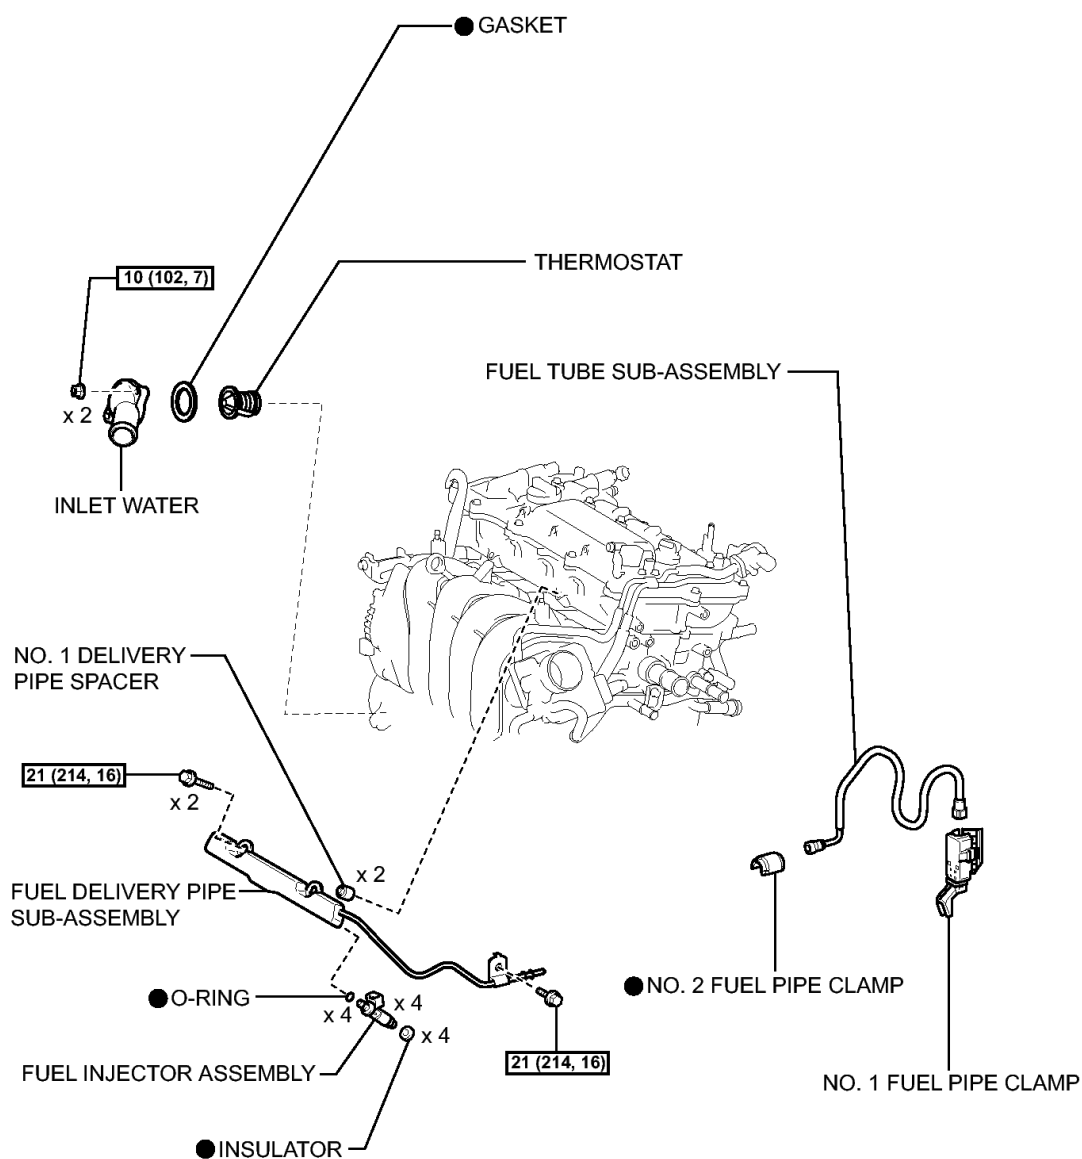 GASKET
THERMOSTAT
10 (102, 7)
FUEL TUBE SUB-ASSEMBLY
x 2
INLET WATER
NO. 1 DELIVERY
PIPE SPACER
21 (214, 16)
x 2
x 2
FUEL DELIVERY PIPE
SUB-ASSEMBLY
NO. 2 FUEL PIPE CLAMP
O-RING
x 4
x 4
x 4
21 (214, 16)
FUEL INJECTOR ASSEMBLY
NO. 1 FUEL PIPE CLAMP
INSULATOR